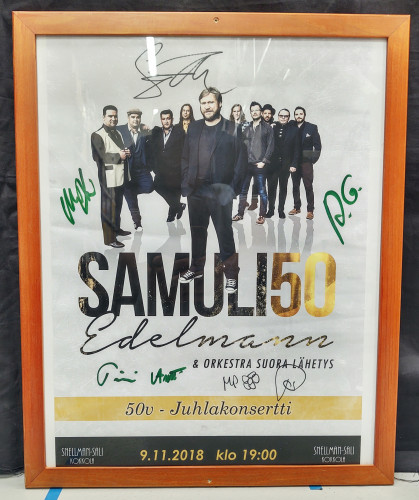 SAMULI50
Edelmann
& ORKESTRA SUORA LÄHETYS
50v - Juhlakonsertti
SNELLMAN-SALI
KOKKOLA
9.11.2018 klo 19:00
SNELLMAN-SALI
KOKKOLA